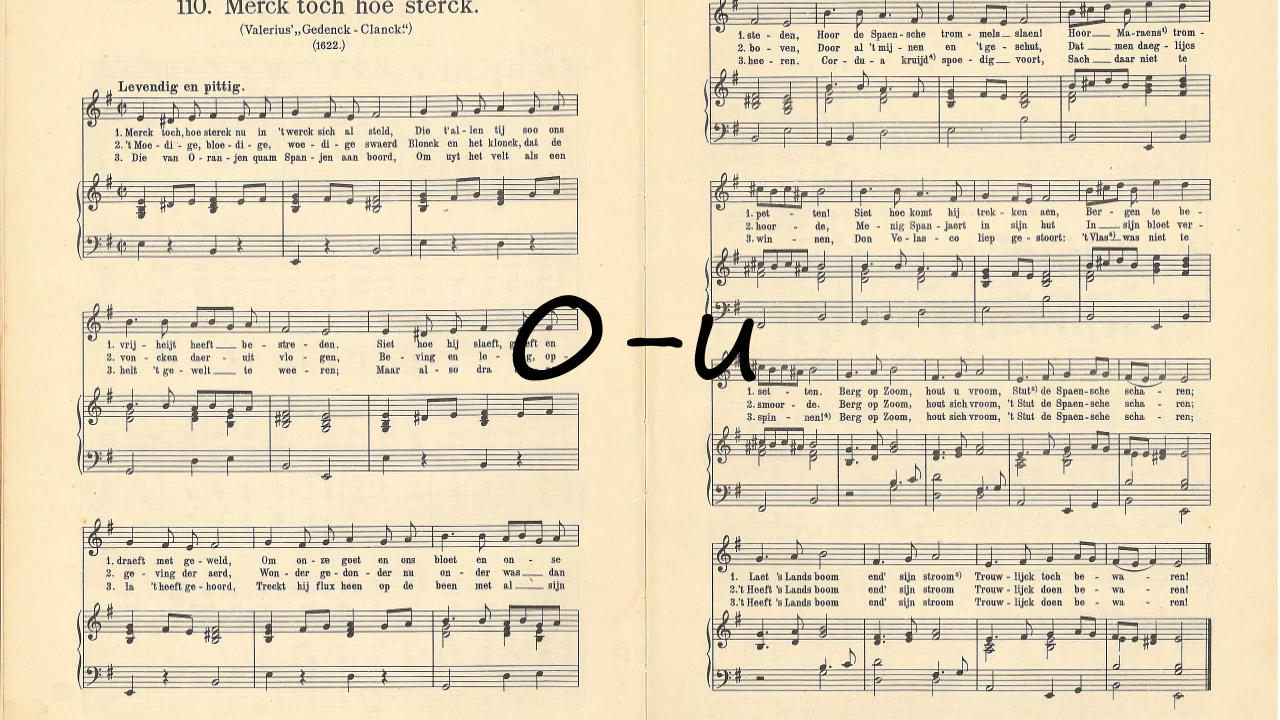 110. Merck toch hoe sterck.
(Valerius' „Gedenck - Clanck.“)
(1622.)
Levendig en pittig.
1. Merck toch, hoe sterck nu in 't werck sich al steld, Die t'al - len tij soo ons
2. 't Moe - di - ge, bloe - di - ge, woe - di - ge swaerd Blonck en het klonck, dat de
3. Die van O - ran - jen quam Span - jen aan boord, Om uyt het velt als een
1. vrij - heijt heeft be - stre - den. Siet hoe hij slaeft, en
2. von - cken daer - uit vlo - gen, Be - ving en le - op -
3. helt 't ge - welt te wee - ren; Maar al - so dra
1. draeft met ge - weld, Om on - ze goet en ons bloet en on - se
2. ge - ving der aerd, Won - der ge - don - der nu on - der was dan
3. la 't heeft ge - hoord, Treckt hij flux heen op de been met al sijn
O - u
1. ste - den, Hoor de Spaen - sche trom - mels slaen! Hoor Ma - raens¹) trom -
2. bo - ven, Door al 't mij - nen en 't ge - schut, Dat men daeg - lijcs
3. hee - ren. Cor - du - a kruijd⁴) spoe - dig voort, Sach daar niet te
1. pet - ten! Siet hoe komt hij trek - ken aen, Ber - gen te be -
2. hoor - de, Me - nig Span - jaert in sijn hut In sijn bloet ver -
3. win - nen, Don Ve - las - co liep ge - stoort: 't Vlas⁴) was niet te
1. set - ten. Berg op Zoom, hout u vroom, Stut²) de Spaen - sche scha - ren;
2. smoor - de. Berg op Zoom, hout sich vroom, 't Stut de Spaen - sche scha - ren;
3. spin - nen!⁴) Berg op Zoom, hout sich vroom, 't Stut de Spaen - sche scha - ren;
1. Laet 's Lands boom end' sijn stroom³) Trouw - lijck toch be - wa - ren!
2. 't Heeft 's Lands boom end' sijn stroom Trouw - lijck doen be - wa - ren!
3. 't Heeft 's Lands boom end' sijn stroom Trouw - lijck doen be - wa - ren!